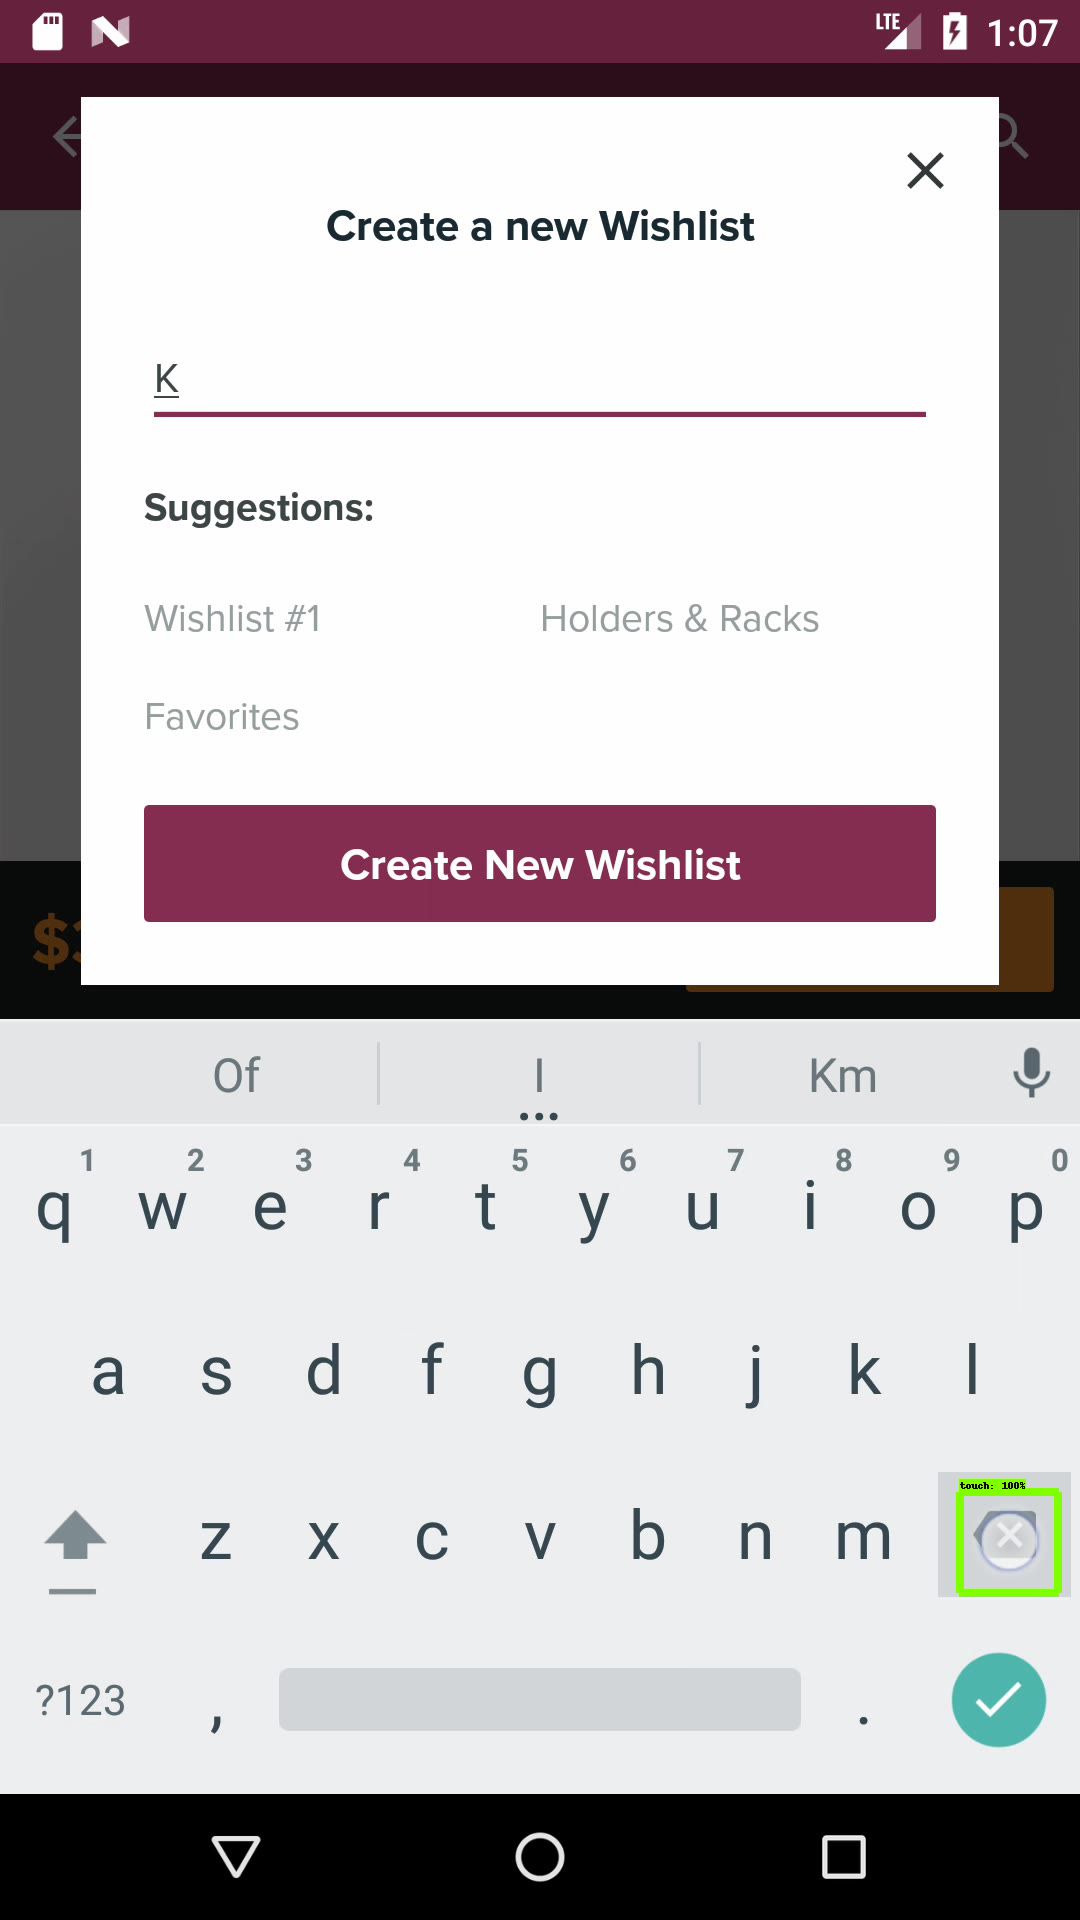 LTE 1:07
Create a new Wishlist
K
Suggestions:
Wishlist #1 Holders & Racks
Favorites
Create New Wishlist
Of I Km
1 2 3 4 5 6 7 8 9 0
q w e r t y u i o p
a s d f g h j k l
touch: 100%
z x c v b n m
?123 , .